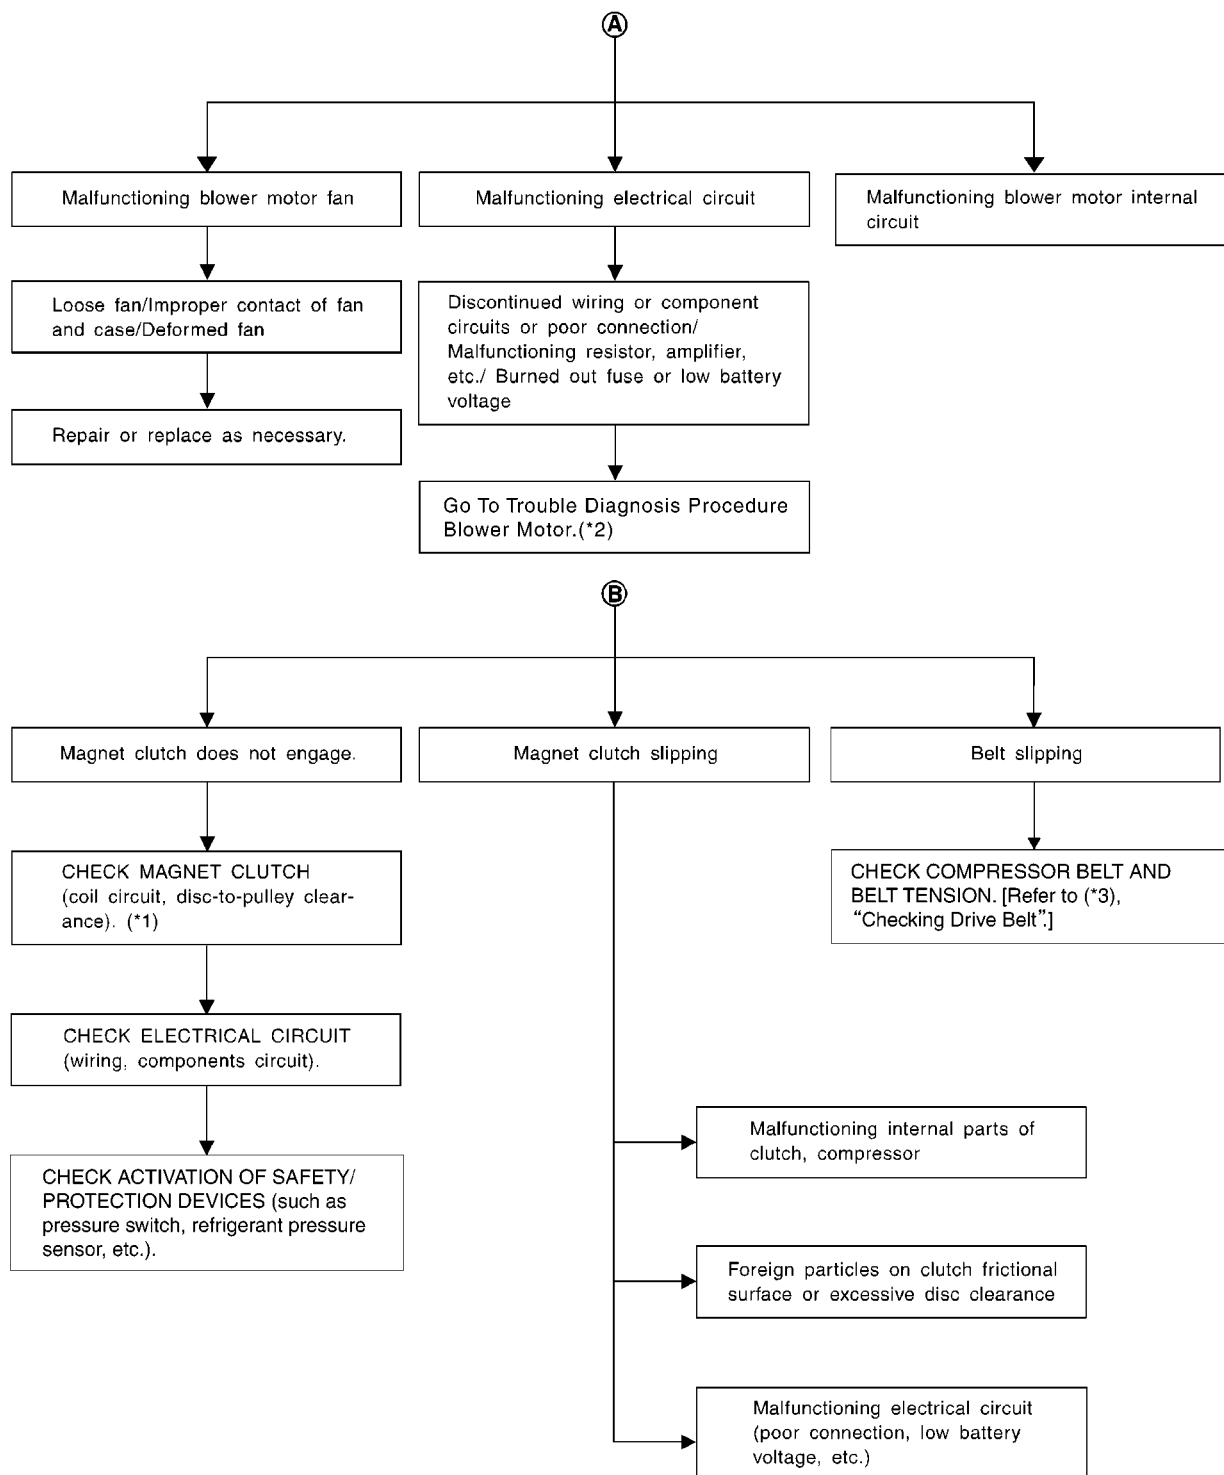 A
Malfunctioning blower motor fan
Malfunctioning electrical circuit
Malfunctioning blower motor internal
circuit
Loose fan/Improper contact of fan
and case/Deformed fan
Discontinued wiring or component
circuits or poor connection/
Malfunctioning resistor, amplifier,
etc./ Burned out fuse or low battery
voltage
Repair or replace as necessary.
Go To Trouble Diagnosis Procedure
Blower Motor.(*2)
B
Magnet clutch does not engage.
Magnet clutch slipping
Belt slipping
CHECK MAGNET CLUTCH
(coil circuit, disc-to-pulley clear-
ance). (*1)
CHECK COMPRESSOR BELT AND
BELT TENSION. [Refer to (*3),
“Checking Drive Belt”.]
CHECK ELECTRICAL CIRCUIT
(wiring, components circuit).
CHECK ACTIVATION OF SAFETY/
PROTECTION DEVICES (such as
pressure switch, refrigerant pressure
sensor, etc.).
Malfunctioning internal parts of
clutch, compressor
Foreign particles on clutch frictional
surface or excessive disc clearance
Malfunctioning electrical circuit
(poor connection, low battery
voltage, etc.)